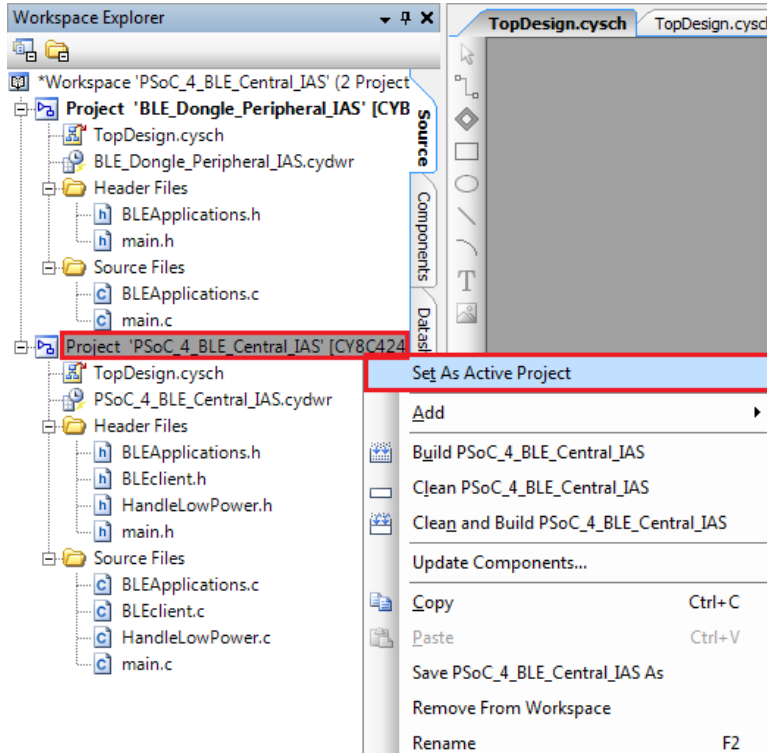 Workspace Explorer
TopDesign.cysch
TopDesign.cysch
*Workspace 'PSoC_4_BLE_Central_IAS' (2 Project
Project 'BLE_Dongle_Peripheral_IAS' [CYB
TopDesign.cysch
BLE_Dongle_Peripheral_IAS.cydwr
Header Files
BLEApplications.h
main.h
Source Files
BLEApplications.c
main.c
Project 'PSoC_4_BLE_Central_IAS' [CY8C424
TopDesign.cysch
PSoC_4_BLE_Central_IAS.cydwr
Header Files
BLEApplications.h
BLEclient.h
HandleLowPower.h
main.h
Source Files
BLEApplications.c
BLEclient.c
HandleLowPower.c
main.c
Source
Components
Datash
Set As Active Project
Add
Build PSoC_4_BLE_Central_IAS
Clean PSoC_4_BLE_Central_IAS
Clean and Build PSoC_4_BLE_Central_IAS
Update Components...
Copy Ctrl+C
Paste Ctrl+V
Save PSoC_4_BLE_Central_IAS As
Remove From Workspace
Rename F2